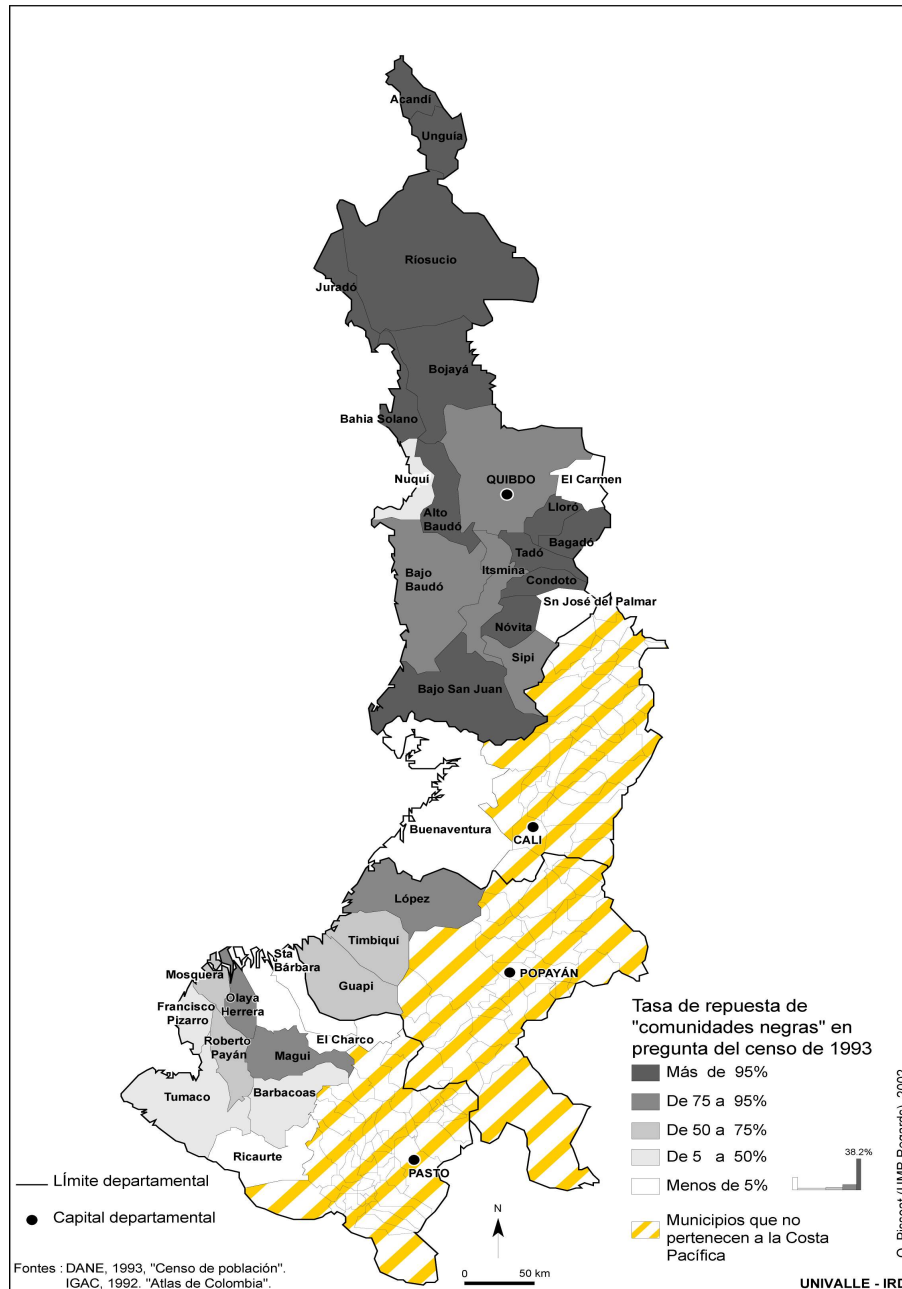 Acandí
Unguía
Ríosucio
Juradó
Bojayá
Bahia Solano
Nuquí
QUIBDO
El Carmen
Alto
Baudó
Lloró
Bagadó
Tadó
Itsmina
Bajo
Baudó
Condoto
Sn José del Palmar
Nóvita
Sipi
Bajo San Juan
Buenaventura
CALI
López
Timbiquí
Sta
Bárbara
POPAYÁN
Mosquera
Guapi
Olaya
Herrera
Francisco
Pizarro
Roberto
Payán
El Charco
Magui
Tumaco
Barbacoas
Ricaurte
PASTO
Tasa de repuesta de
"comunidades negras" en
pregunta del censo de 1993
Más de 95%
De 75 a 95%
De 50 a 75%
De 5 a 50%
Menos de 5%
38.2%
Municipios que no
pertenecen a la Costa
Pacífica
Límite departamental
Capital departamental
N
0 50 km
Fontes : DANE, 1993, "Censo de población".
IGAC, 1992. "Atlas de Colombia".
UNIVALLE - IRD
2002